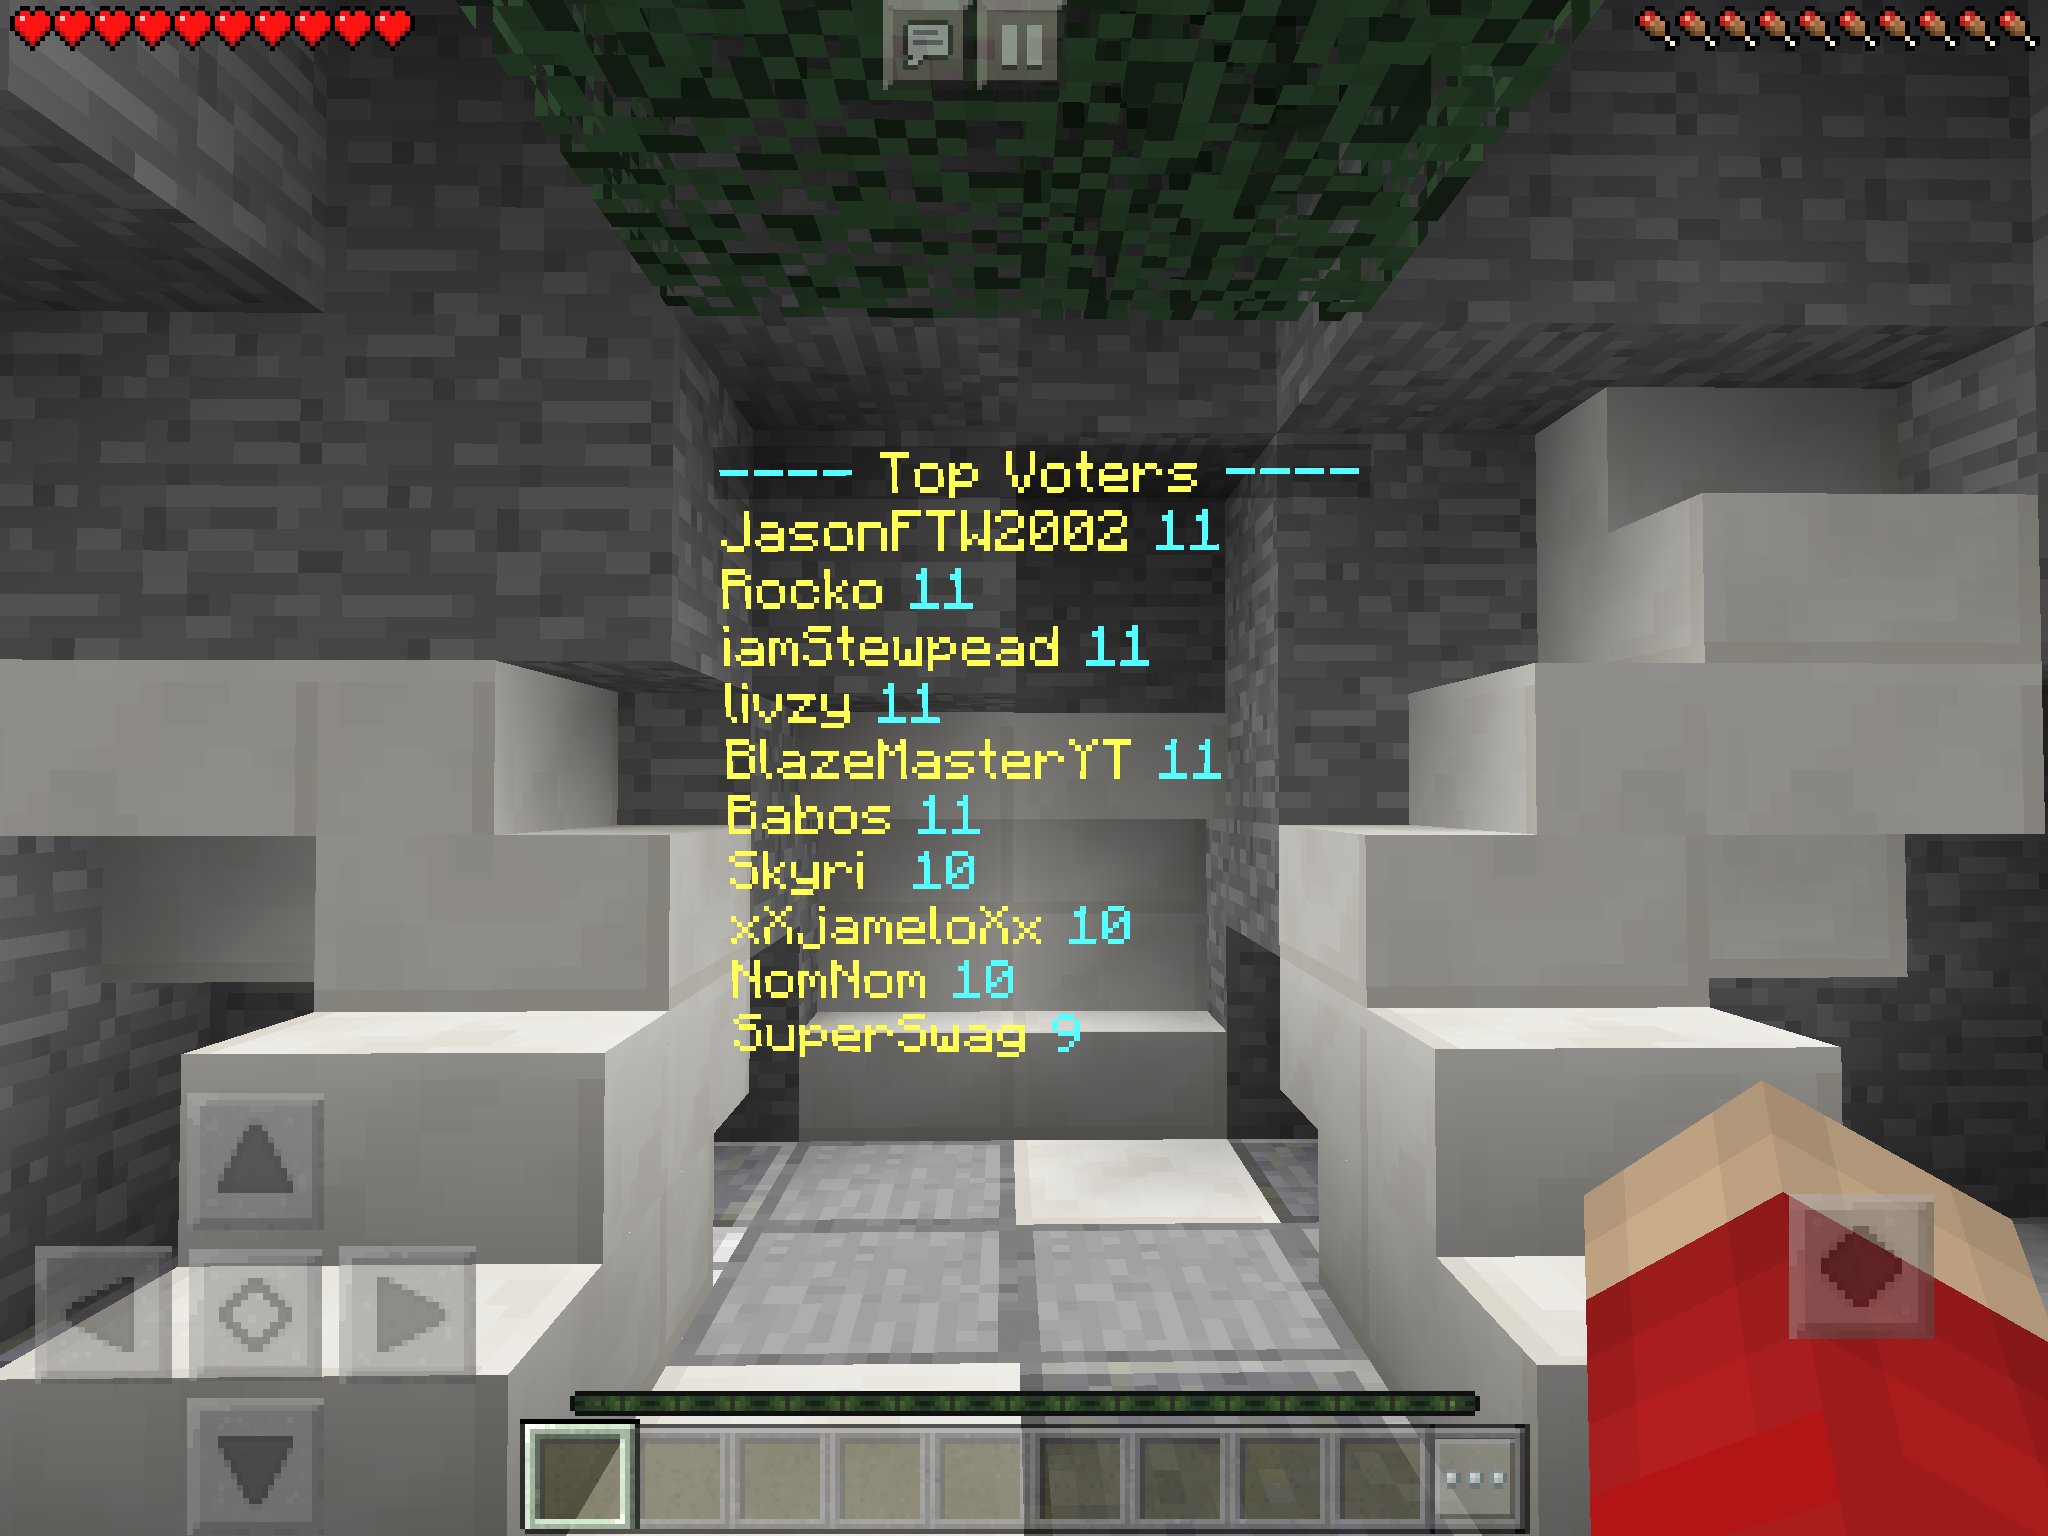 ---- Top Voters ----
JasonFTW2002 11
Rocko 11
iamStewpead 11
livzy 11
BlazeMasterYT 11
Babos 11
Skyri 10
xXjameloXx 10
NomNom 10
SuperSwag 9